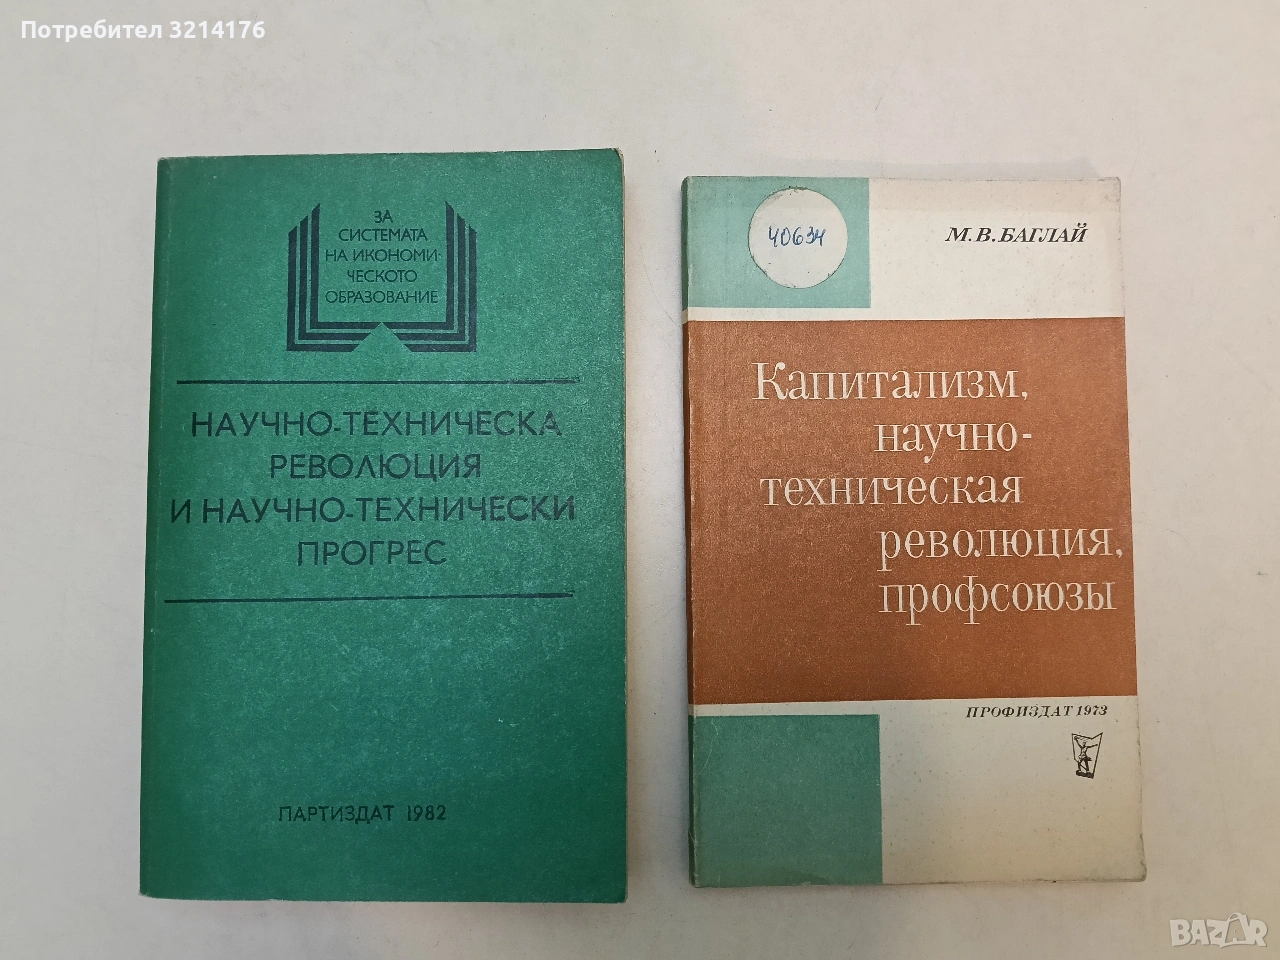 Потребител 3214176
ЗА
СИСТЕМАТА
НА ИКОНОМИ-
ЧЕСКОТО
ОБРАЗОВАНИЕ
НАУЧНО-ТЕХНИЧЕСКА
РЕВОЛЮЦИЯ
И НАУЧНО-ТЕХНИЧЕСКИ
ПРОГРЕС
ПАРТИЗДАТ 1982
40634
М.В.БАГЛАЙ
Капитализм,
научно-
техническая
революция,
профсоюзы
ПРОФИЗДАТ 1973
BAZAR